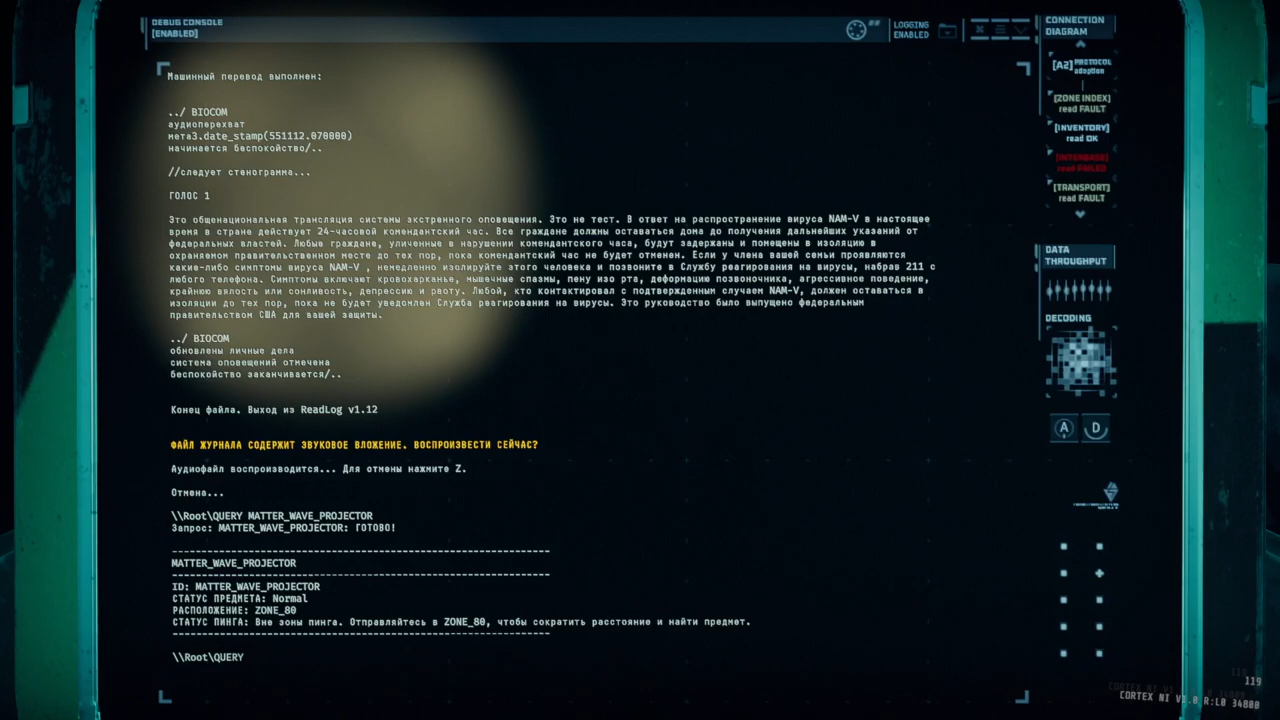 DEBUG CONSOLE
[ENABLED]
LOGGING
ENABLED
CONNECTION
DIAGRAM
Машинный перевод выполнен:
../ BIOCOM
аудиоперехват
мета3.date_stamp(551112.070000)
начинается беспокойство/..
//следует стенограмма...
ГОЛОС 1
Это общенациональная трансляция системы экстренного оповещения. Это не тест. В ответ на распространение вируса NAM-V в настоящее
время в стране действует 24-часовой комендантский час. Все граждане должны оставаться дома до получения дальнейших указаний от
федеральных властей. Любые граждане, уличенные в нарушении комендантского часа, будут задержаны и помещены в изоляцию в
охраняемом правительственном месте до тех пор, пока комендантский час не будет отменен. Если у члена вашей семьи проявляются
какие-либо симптомы вируса NAM-V , немедленно изолируйте этого человека и позвоните в Службу реагирования на вирусы, набрав 211 с
любого телефона. Симптомы включают кровохарканье, мышечные спазмы, пену изо рта, деформацию позвоночника, агрессивное поведение,
крайнюю вялость или сонливость, депрессию и рвоту. Любой, кто контактировал с подтвержденным случаем NAM-V, должен оставаться в
изоляции до тех пор, пока не будет уведомлен Служба реагирования на вирусы. Это руководство было выпущено федеральным
правительством США для вашей защиты.
../ BIOCOM
обновлены личные дела
система оповещений отмечена
беспокойство заканчивается/..
Конец файла. Выход из ReadLog v1.12
ФАЙЛ ЖУРНАЛА СОДЕРЖИТ ЗВУКОВОЕ ВЛОЖЕНИЕ. ВОСПРОИЗВЕСТИ СЕЙЧАС?
Аудиофайл воспроизводится... Для отмены нажмите Z.
Отмена...
\\Root\QUERY MATTER_WAVE_PROJECTOR
Запрос: MATTER_WAVE_PROJECTOR: ГОТОВО!
MATTER_WAVE_PROJECTOR
ID: MATTER_WAVE_PROJECTOR
СТАТУС ПРЕДМЕТА: Normal
РАСПОЛОЖЕНИЕ: ZONE_80
СТАТУС ПИНГА: Вне зоны пинга. Отправляйтесь в ZONE_80, чтобы сократить расстояние и найти предмет.
\\Root\QUERY
[A2] PROTOCOL
adaption
[ZONE INDEX]
read FAULT
[INVENTORY]
read OK
[INTERBASE]
read FAILED
[TRANSPORT]
read FAULT
DATA
THROUGHPUT
DECODING
A D
119
CORTEX NI V1.0 R:L0 34800